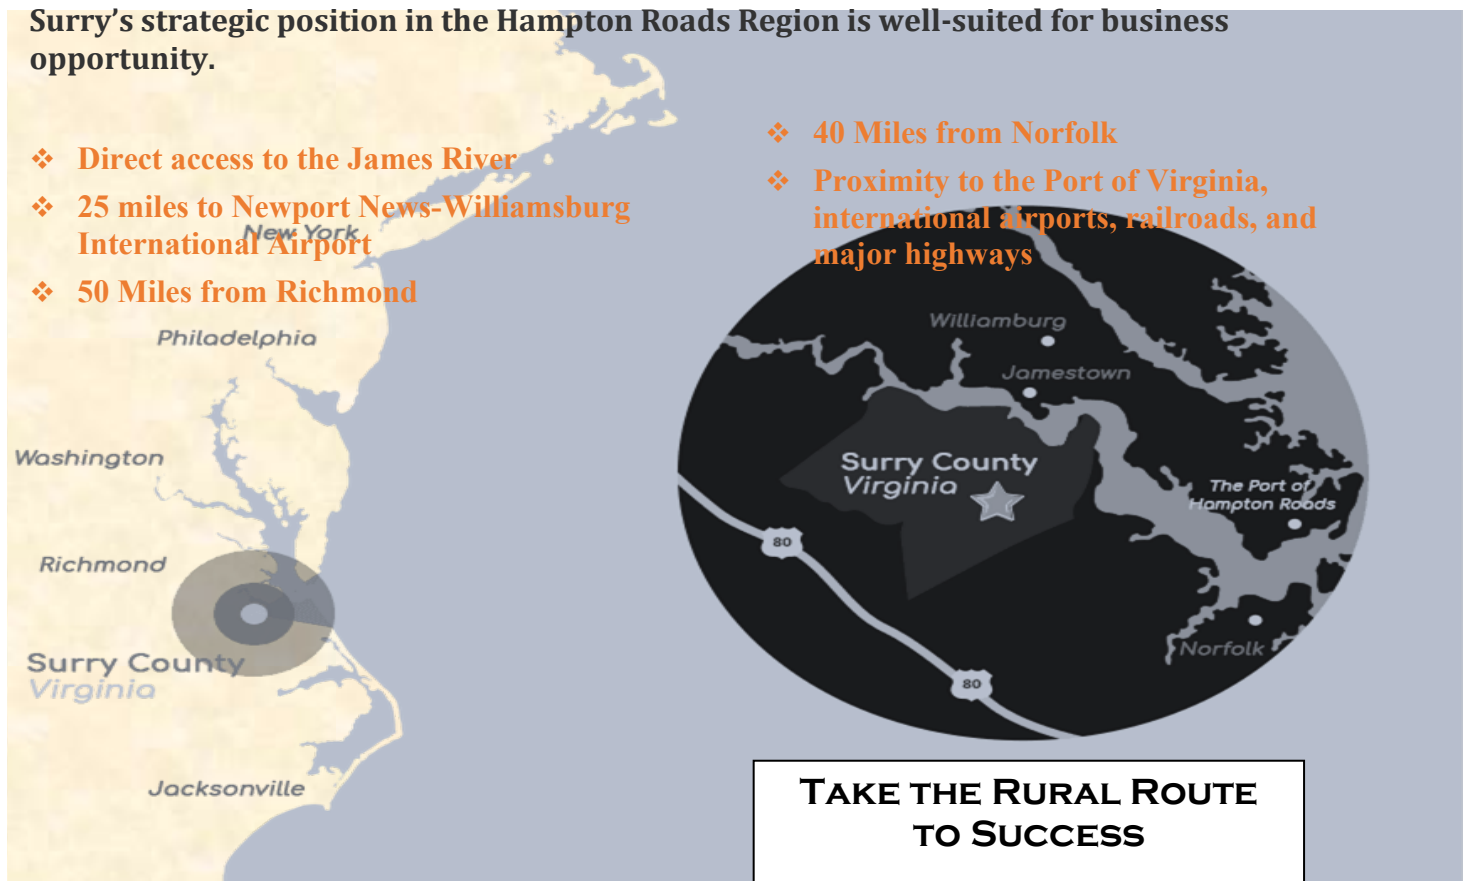 Surry’s strategic position in the Hampton Roads Region is well-suited for business
opportunity.
❖ Direct access to the James River
❖ 25 miles to Newport News-Williamsburg
International Airport
❖ 50 Miles from Richmond
❖ 40 Miles from Norfolk
❖ Proximity to the Port of Virginia,
international airports, railroads, and
major highways
New York
Philadelphia
Washington
Richmond
Surry County
Virginia
Jacksonville
Williamburg
Jamestown
Surry County
Virginia
The Port of
Hampton Roads
80
80
Norfolk
TAKE THE RURAL ROUTE
TO SUCCESS